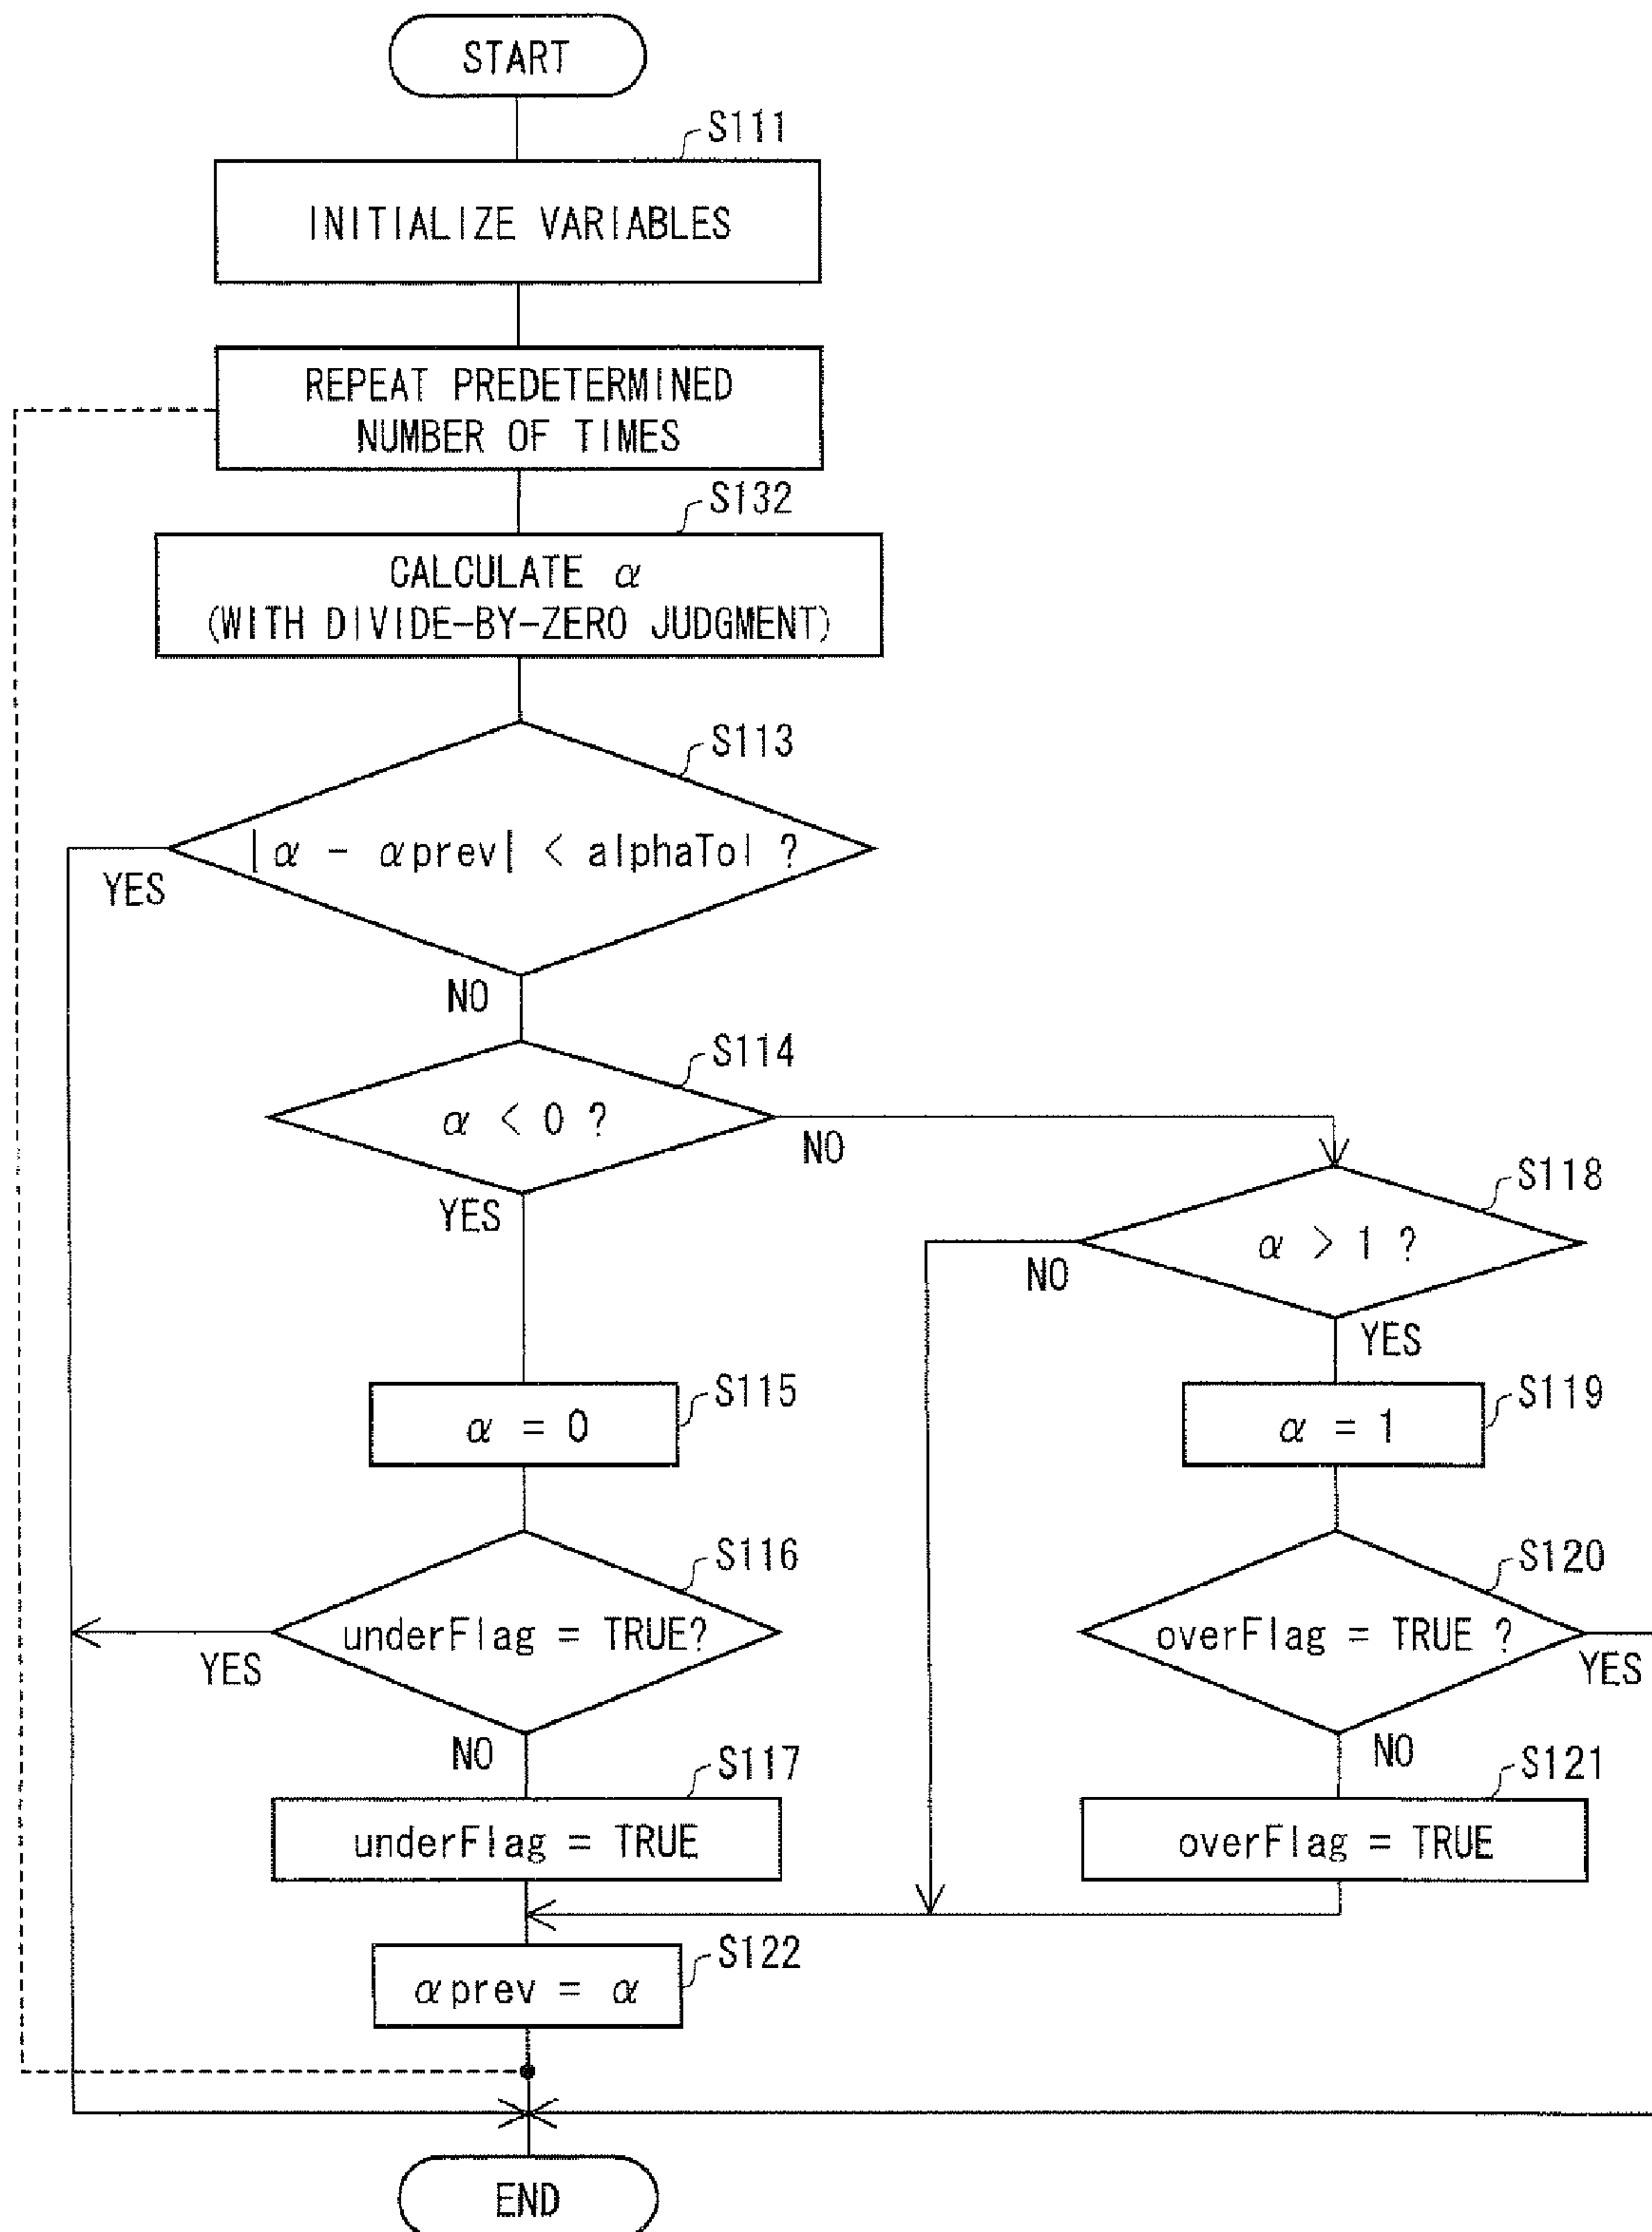 START
S111
INITIALIZE VARIABLES
REPEAT PREDETERMINED
NUMBER OF TIMES
S132
CALCULATE α
(WITH DIVIDE-BY-ZERO JUDGMENT)
S113
|α - αprev| < alphaTol ?
YES
NO
S114
α < 0 ?
NO
YES
S118
α > 1 ?
NO
YES
S115
α = 0
S119
α = 1
S116
underFlag = TRUE?
YES
NO
S120
overFlag = TRUE ?
YES
NO
S117
underFlag = TRUE
S121
overFlag = TRUE
S122
αprev = α
END